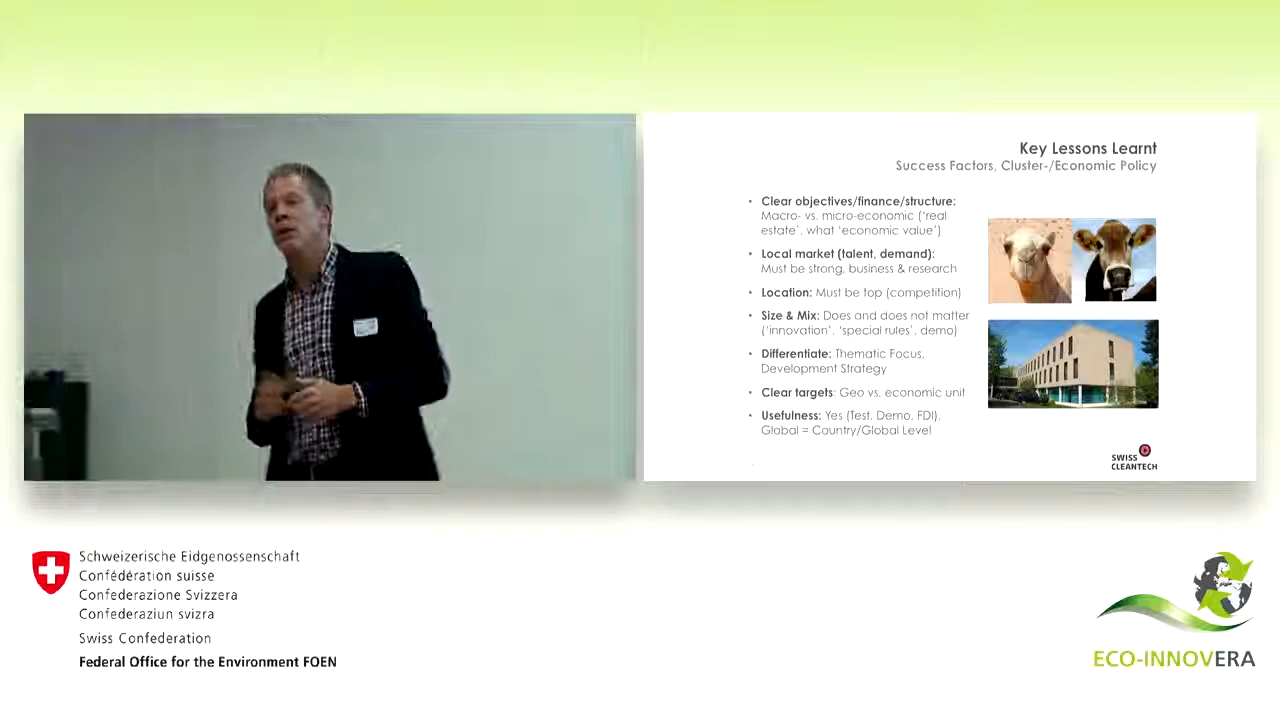 Key Lessons Learnt
Success Factors, Cluster-/Economic Policy
• Clear objectives/finance/structure:
Macro- vs. micro-economic (‘real
estate’. what ‘economic value’)
• Local market (talent, demand):
Must be strong, business & research
• Location: Must be top (competition)
• Size & Mix: Does and does not matter
(‘innovation’. ‘special rules’. demo)
• Differentiate: Thematic Focus,
Development Strategy
• Clear targets: Geo vs. economic unit
• Usefulness: Yes (Test. Demo. FDI).
Global = Country/Global Level
SWISS
CLEANTECH
Schweizerische Eidgenossenschaft
Confédération suisse
Confederazione Svizzera
Confederaziun svizra
Swiss Confederation
Federal Office for the Environment FOEN
ECO-INNOVERA